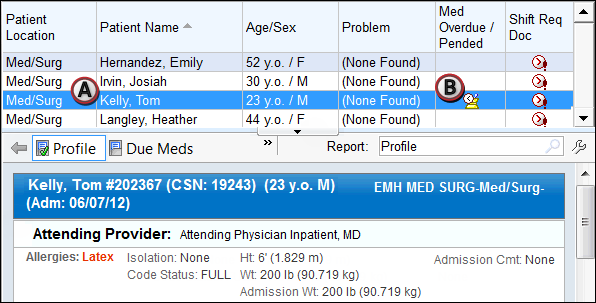 Patient Location Patient Name Age/Sex Problem Med Overdue / Pended Shift Req Doc
Med/Surg Hernandez, Emily 52 y.o. / F (None Found)
Med/Surg Irvin, Josiah 30 y.o. / M (None Found)
Med/Surg A Kelly, Tom 23 y.o. / M (None Found) B
Med/Surg Langley, Heather 44 y.o. / F (None Found)
Profile Due Meds » Report: Profile
Kelly, Tom #202367 (CSN: 19243) (23 y.o. M) EMH MED SURG-Med/Surg-
(Adm: 06/07/12)
Attending Provider: Attending Physician Inpatient, MD
Allergies: Latex Isolation: None Ht: 6' (1.829 m) Admission Cmt: None
Code Status: FULL Wt: 200 lb (90.719 kg)
Admission Wt: 200 lb (90.719 kg)